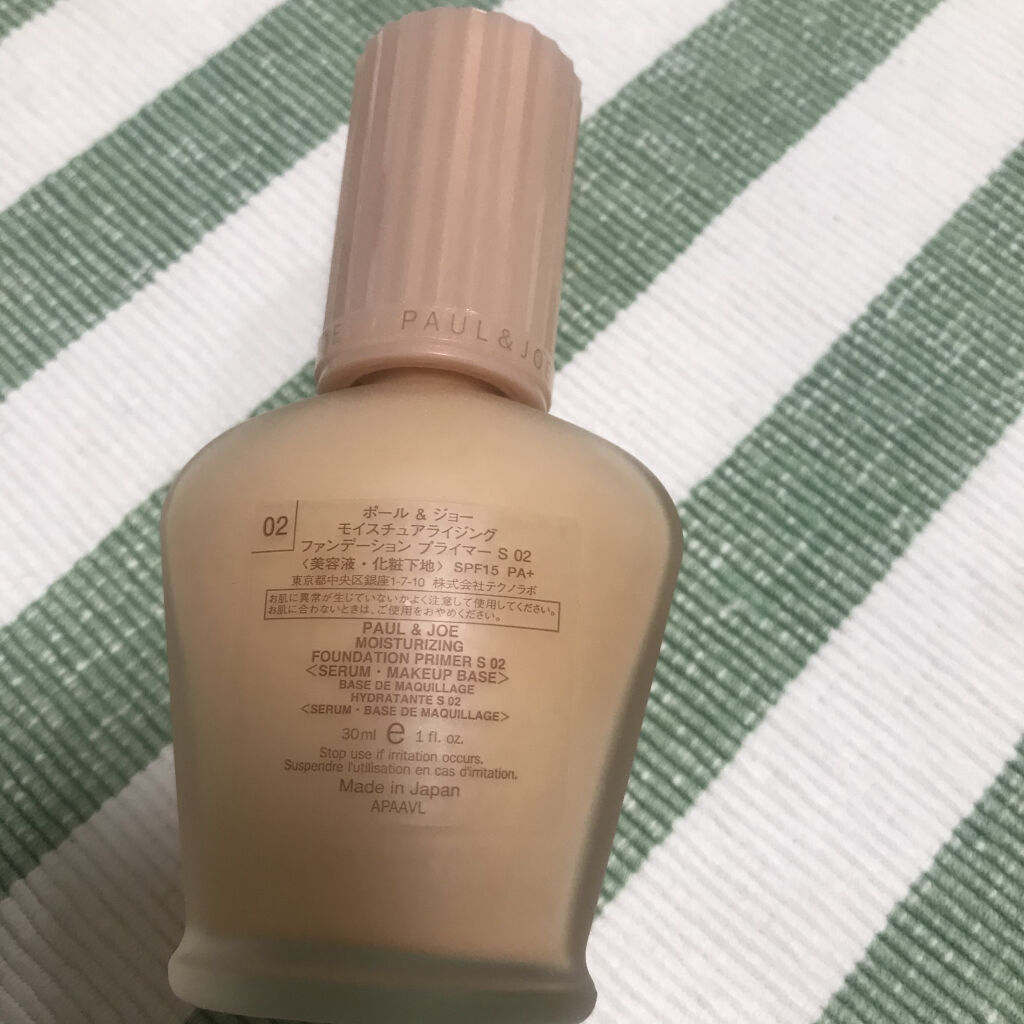 PAUL & JOE
02
ポール & ジョー
モイスチュアライジング
ファンデーション プライマー S 02
〈美容液・化粧下地〉 SPF15 PA+
東京都中央区銀座1-7-10 株式会社テクノラボ
お肌に異常が生じていないかよく注意して使用してください。
お肌に合わないときは、ご使用をおやめください。
PAUL & JOE
MOISTURIZING
FOUNDATION PRIMER S 02
<SERUM・MAKEUP BASE>
BASE DE MAQUILLAGE
HYDRATANTE S 02
<SERUM・BASE DE MAQUILLAGE>
30ml e 1 fl. oz.
Stop use if irritation occurs.
Suspendre l'utilisation en cas d'irritation.
Made in Japan
APAAVL